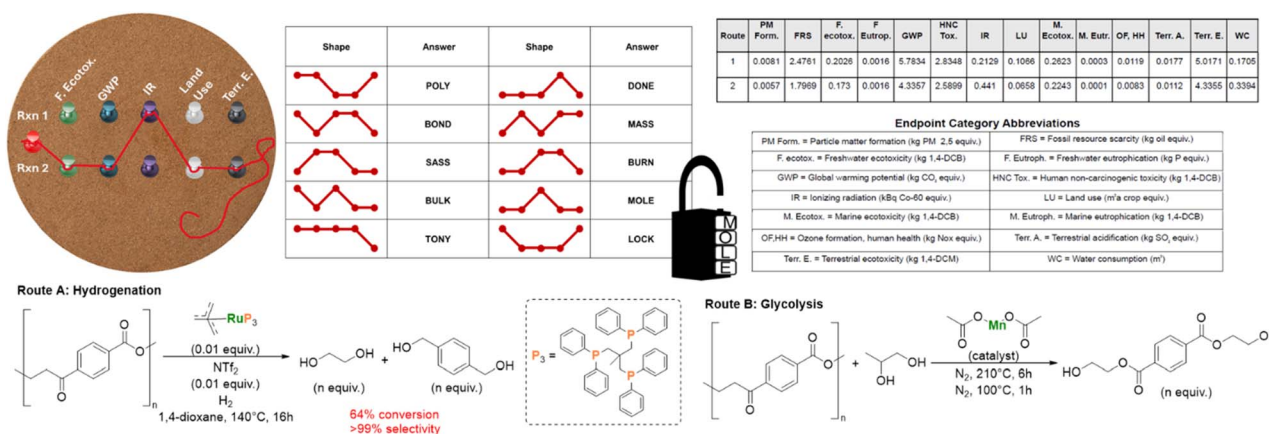 F. Ecotox.
GWP
IR
Land
Use
Terr. E.
Rxn 1
Rxn 2
Shape Answer Shape Answer
POLY DONE
BOND MASS
SASS BURN
BULK MOLE
TONY LOCK
M
O
L
E
Route PM Form. FRS F. ecotox. F Eutrop. GWP HNC Tox. IR LU M. Ecotox. M. Eutr. OF, HH Terr. A. Terr. E. WC
1 0.0081 2.4761 0.2026 0.0016 5.7834 2.8348 0.2129 0.1066 0.2623 0.0003 0.0119 0.0177 5.0171 0.1705
2 0.0057 1.7969 0.173 0.0016 4.3357 2.5899 0.441 0.0658 0.2243 0.0001 0.0083 0.0112 4.3355 0.3394
Endpoint Category Abbreviations
PM Form. = Particle matter formation (kg PM 2,5 equiv.) FRS = Fossil resource scarcity (kg oil equiv.)
F. ecotox. = Freshwater ecotoxicity (kg 1,4-DCB) F. Eutroph. = Freshwater eutrophication (kg P equiv.)
GWP = Global warming potential (kg CO₂ equiv.) HNC Tox. = Human non-carcinogenic toxicity (kg 1,4-DCB)
IR = Ionizing radiation (kBq Co-60 equiv.) LU = Land use (m²a crop equiv.)
M. Ecotox. = Marine ecotoxicity (kg 1,4-DCB) M. Eutroph. = Marine eutrophication (kg 1,4-DCB)
OF,HH = Ozone formation, human health (kg Nox equiv.) Terr. A. = Terrestrial acidification (kg SO₂ equiv.)
Terr. E. = Terrestrial ecotoxicity (kg 1,4-DCM) WC = Water consumption (m³)
Route A: Hydrogenation
O
O
O
n
RuP₃
(0.01 equiv.)
NTf₂
(0.01 equiv.)
H₂
1,4-dioxane, 140°C, 16h
HO
OH
(n equiv.)
+
HO
OH
(n equiv.)
64% conversion
>99% selectivity
P₃ =
P
P
P
Route B: Glycolysis
O
O
O
n
+
OH
OH
O
O
Mn
O
O
(catalyst)
N₂, 210°C, 6h
N₂, 100°C, 1h
HO
O
O
O
O
(n equiv.)